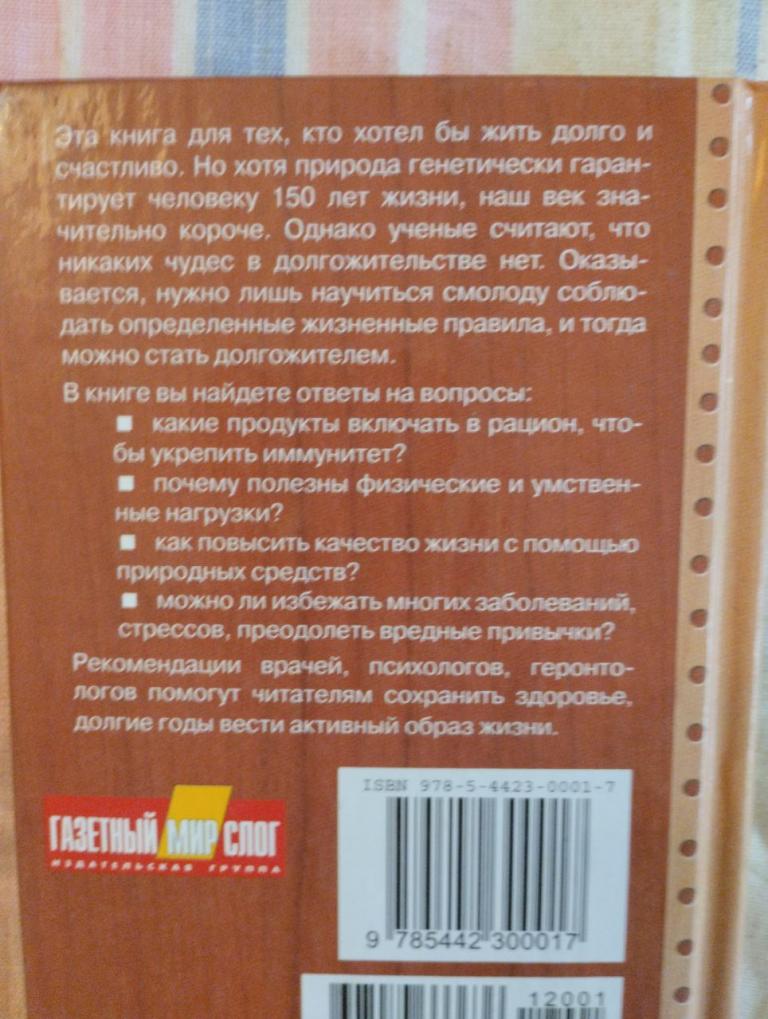 Эта книга для тех, кто хотел бы жить долго и
счастливо. Но хотя природа генетически гаран-
тирует человеку 150 лет жизни, наш век зна-
чительно короче. Однако ученые считают, что
никаких чудес в долгожительстве нет. Оказы-
вается, нужно лишь научиться смолоду соблю-
дать определенные жизненные правила, и тогда
можно стать долгожителем.
В книге вы найдете ответы на вопросы:
■ какие продукты включать в рацион, что-
бы укрепить иммунитет?
■ почему полезны физические и умствен-
ные нагрузки?
■ как повысить качество жизни с помощью
природных средств?
■ можно ли избежать многих заболеваний,
стрессов, преодолеть вредные привычки?
Рекомендации врачей, психологов, геронто-
логов помогут читателям сохранить здоровье,
долгие годы вести активный образ жизни.
ГАЗЕТНЫЙ МИР СЛОГ
ИЗДАТЕЛЬСКАЯ ГРУППА
ISBN 978-5-4423-0001-7
9 785442 300017
12001